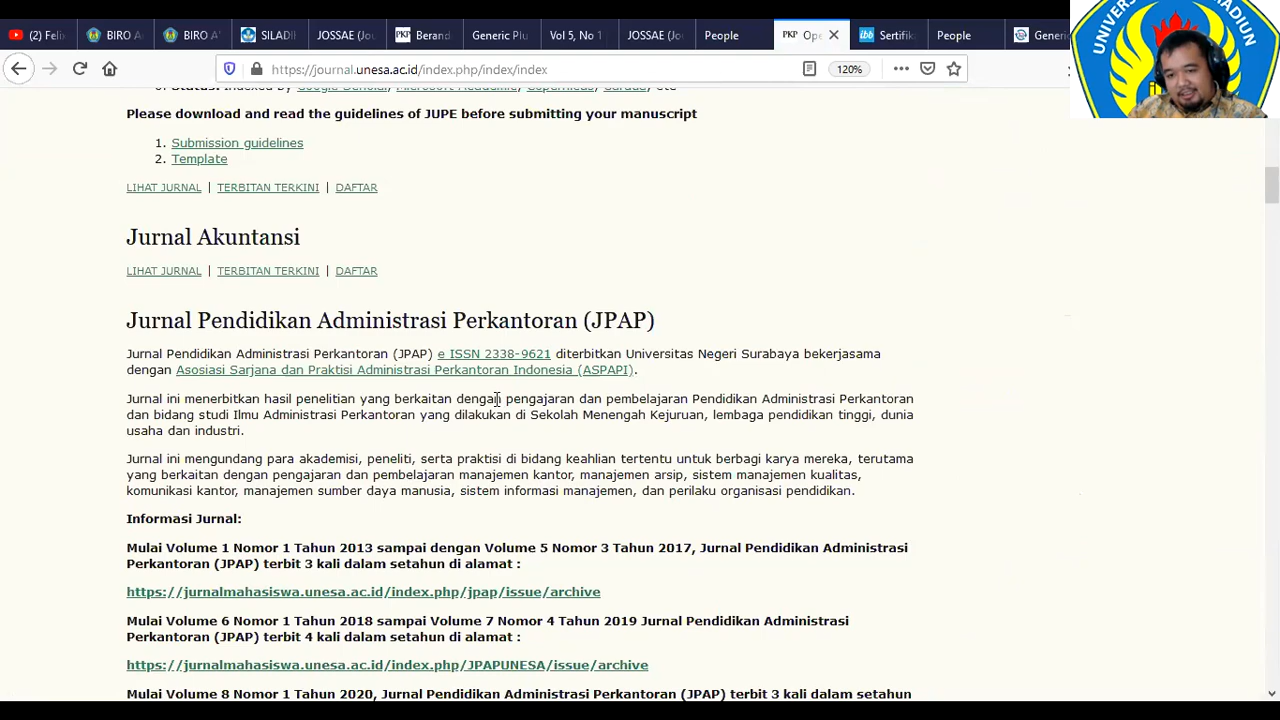 (2) Felix
BIRO A
BIRO A
SILADI
JOSSAE (Jo
Berand
Generic Plu
Vol 5, No 1
JOSSAE (Jo
People
Ope
Sertifik
People
Generi
UNIVERSITAS
MADIUN
https://journal.unesa.ac.id/index.php/index/index
120%
Please download and read the guidelines of JUPE before submitting your manuscript
1. Submission guidelines
2. Template
LIHAT JURNAL | TERBITAN TERKINI | DAFTAR
Jurnal Akuntansi
LIHAT JURNAL | TERBITAN TERKINI | DAFTAR
Jurnal Pendidikan Administrasi Perkantoran (JPAP)
Jurnal Pendidikan Administrasi Perkantoran (JPAP) e ISSN 2338-9621 diterbitkan Universitas Negeri Surabaya bekerjasama
dengan Asosiasi Sarjana dan Praktisi Administrasi Perkantoran Indonesia (ASPAPI).
Jurnal ini menerbitkan hasil penelitian yang berkaitan dengan pengajaran dan pembelajaran Pendidikan Administrasi Perkantoran
dan bidang studi Ilmu Administrasi Perkantoran yang dilakukan di Sekolah Menengah Kejuruan, lembaga pendidikan tinggi, dunia
usaha dan industri.
Jurnal ini mengundang para akademisi, peneliti, serta praktisi di bidang keahlian tertentu untuk berbagi karya mereka, terutama
yang berkaitan dengan pengajaran dan pembelajaran manajemen kantor, manajemen arsip, sistem manajemen kualitas,
komunikasi kantor, manajemen sumber daya manusia, sistem informasi manajemen, dan perilaku organisasi pendidikan.
Informasi Jurnal:
Mulai Volume 1 Nomor 1 Tahun 2013 sampai dengan Volume 5 Nomor 3 Tahun 2017, Jurnal Pendidikan Administrasi
Perkantoran (JPAP) terbit 3 kali dalam setahun di alamat :
https://jurnalmahasiswa.unesa.ac.id/index.php/jpap/issue/archive
Mulai Volume 6 Nomor 1 Tahun 2018 sampai Volume 7 Nomor 4 Tahun 2019 Jurnal Pendidikan Administrasi
Perkantoran (JPAP) terbit 4 kali dalam setahun di alamat :
https://jurnalmahasiswa.unesa.ac.id/index.php/JPAPUNESA/issue/archive
Mulai Volume 8 Nomor 1 Tahun 2020, Jurnal Pendidikan Administrasi Perkantoran (JPAP) terbit 3 kali dalam setahun